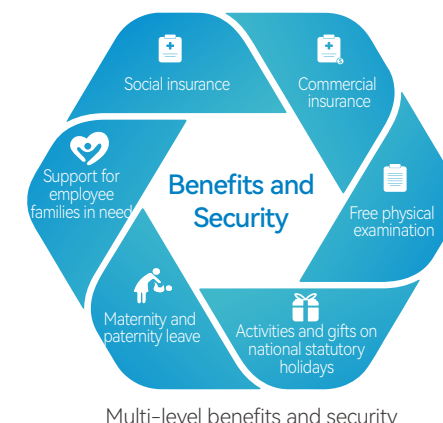 Social insurance
Commercial
insurance
Free physical
examination
Activities and gifts on
national statutory
holidays
Maternity and
paternity leave
Support for
employee
families in need
Benefits and
Security
Multi-level benefits and security